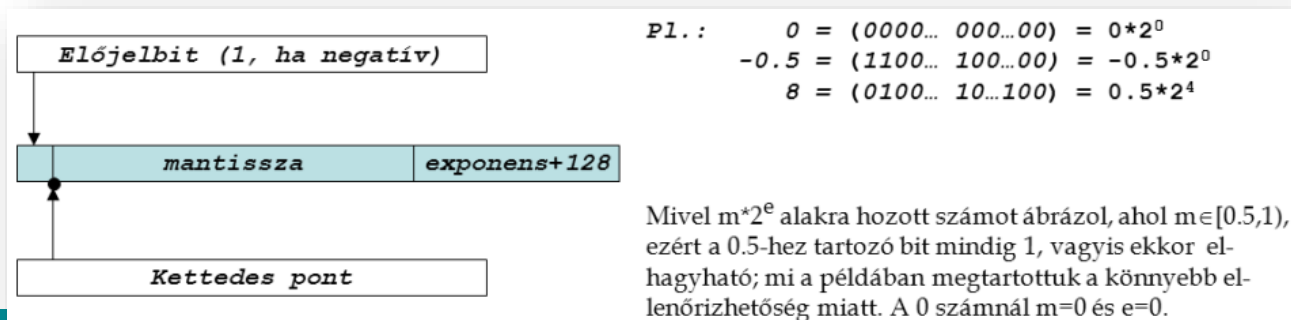 Előjelbit (1, ha negatív)
mantissza exponens+128
Kettedes pont
Pl.: 0 = (0000… 000…00) = 0*2⁰
-0.5 = (1100… 100…00) = -0.5*2⁰
8 = (0100… 10…100) = 0.5*2⁴
Mivel m*2ᵉ alakra hozott számot ábrázol, ahol m∈[0.5,1),
ezért a 0.5-hez tartozó bit mindig 1, vagyis ekkor el-
hagyható; mi a példában megtartottuk a könnyebb el-
lenőrizhetőség miatt. A 0 számnál m=0 és e=0.